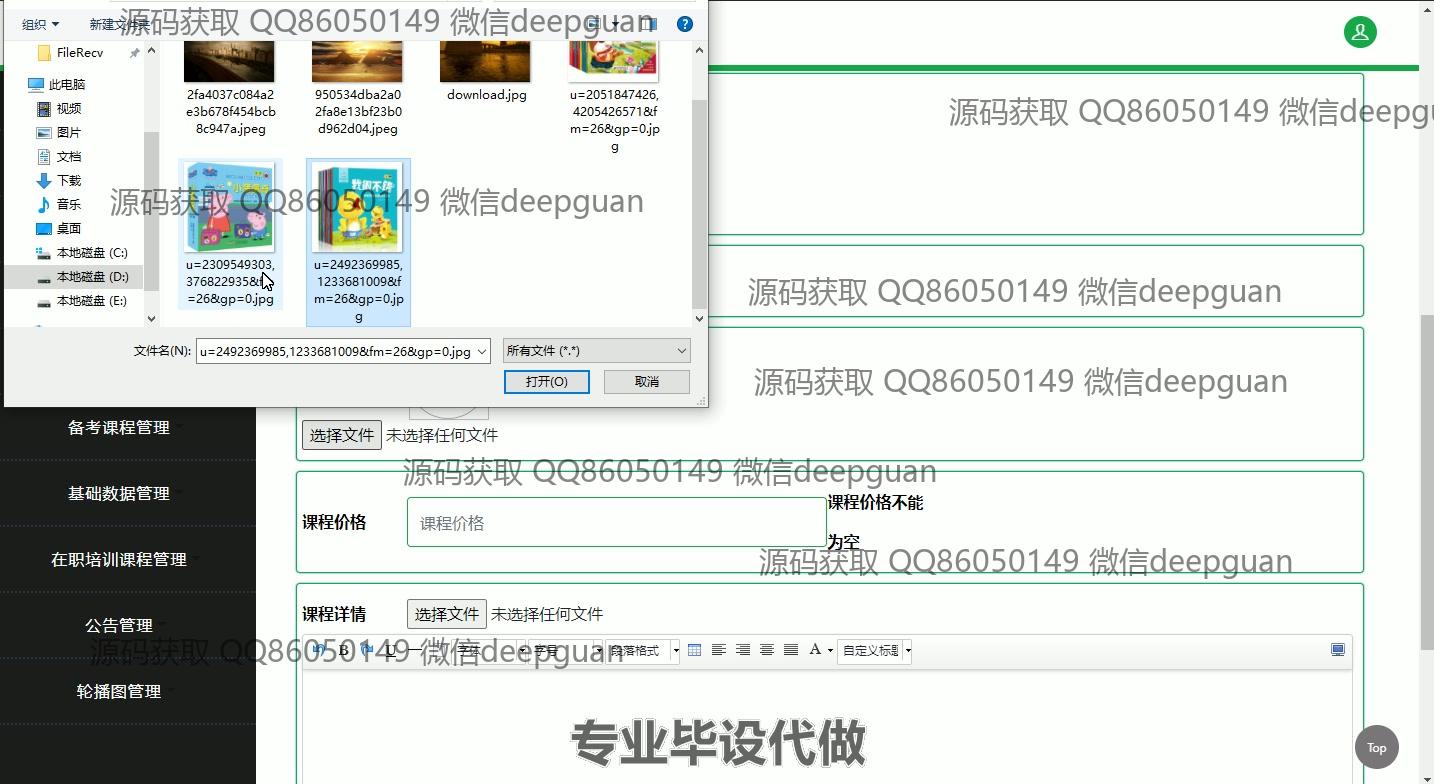 组织
新建文件夹
源码获取 QQ86050149 微信deepguan
FileRecv
此电脑
视频
图片
文档
下载
音乐
桌面
本地磁盘 (C:)
本地磁盘 (D:)
本地磁盘 (E:)
2fa4037c084a2
e3b678f454bcb
8c947a.jpeg
950534dba2a0
2fa8e13bf23b0
d962d04.jpeg
download.jpg
u=2051847426,
4205426571&f
m=26&gp=0.jp
g
源码获取 QQ86050149 微信deepguan
源码获取 QQ86050149 微信deepgu
u=2309549303,
376822935&
=26&gp=0.jpg
我不
u=2492369985,
1233681009&f
m=26&gp=0.jp
g
文件名(N):
u=2492369985,1233681009&fm=26&gp=0.jpg
所有文件 (*.*)
打开(O)
取消
源码获取 QQ86050149 微信deepguan
源码获取 QQ86050149 微信deepguan
备考课程管理
基础数据管理
在职培训课程管理
公告管理
轮播图管理
选择文件 未选择任何文件
源码获取 QQ86050149 微信deepguan
课程价格
课程价格
课程价格不能
为空
源码获取 QQ86050149 微信deepguan
课程详情
选择文件 未选择任何文件
源码获取 QQ86050149 微信deepguan
B
U
字体
字号
段落格式
A
自定义标题
专业毕设代做
Top